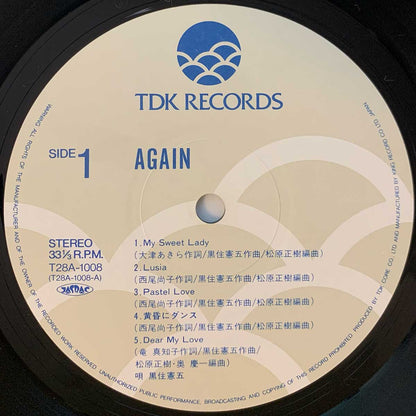 TDK RECORDS
SIDE 1
AGAIN
STEREO
33⅓ R.P.M.
T28A-1008
(T28A-1008-A)
JASRAC
1. My Sweet Lady
(大津あきら作詞/黒住憲五作曲/松原正樹編曲)
2. Lusia
(西尾尚子作詞/黒住憲五作曲/松原正樹編曲)
3. Pastel Love
(西尾尚子作詞/黒住憲五作曲/松原正樹編曲)
4. 黄昏にダンス
(西尾尚子作詞/黒住憲五作曲/松原正樹編曲)
5. Dear My Love
(竜 真知子作詞/黒住憲五作曲/
松原正樹・奥 慶一編曲)
唄 黒住憲五
WARNING: ALL RIGHTS OF THE MANUFACTURER AND OF THE OWNER OF THE RECORDED WORK RESERVED. UNAUTHORIZED PUBLIC PERFORMANCE, BROADCASTING AND COPYING OF THIS RECORD PROHIBITED.
PRODUCED BY TDK CORE CO., LTD. AND MANUFACTURED BY KING RECORD CO., LTD. JAPAN